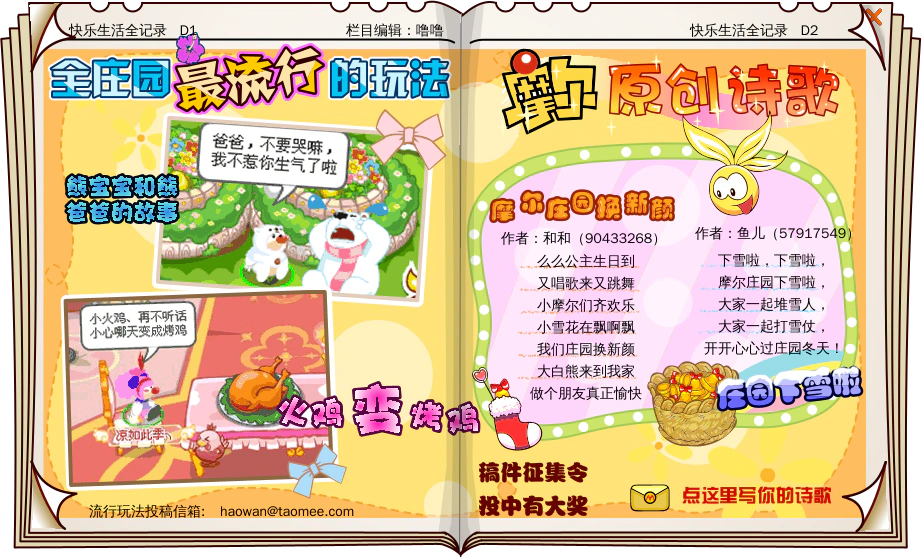 快乐生活全记录 D1
栏目编辑：噜噜
全庄园最流行的玩法
爸爸，不要哭嘛，
我不惹你生气了啦
熊宝宝和熊
爸爸的故事
小火鸡、再不听话
小心哪天变成烤鸡
凉如此季
火鸡变烤鸡
流行玩法投稿信箱: haowan@taomee.com
快乐生活全记录 D2
摩尔原创诗歌
摩尔庄园换新颜
作者：和和（90433268）
么么公主生日到
又唱歌来又跳舞
小摩尔们齐欢乐
小雪花在飘啊飘
我们庄园换新颜
大白熊来到我家
做个朋友真正愉快
作者：鱼儿（57917549）
下雪啦，下雪啦，
摩尔庄园下雪啦，
大家一起堆雪人，
大家一起打雪仗，
开开心心过庄园冬天！
庄园下雪啦
稿件征集令
投中有大奖
点这里写你的诗歌